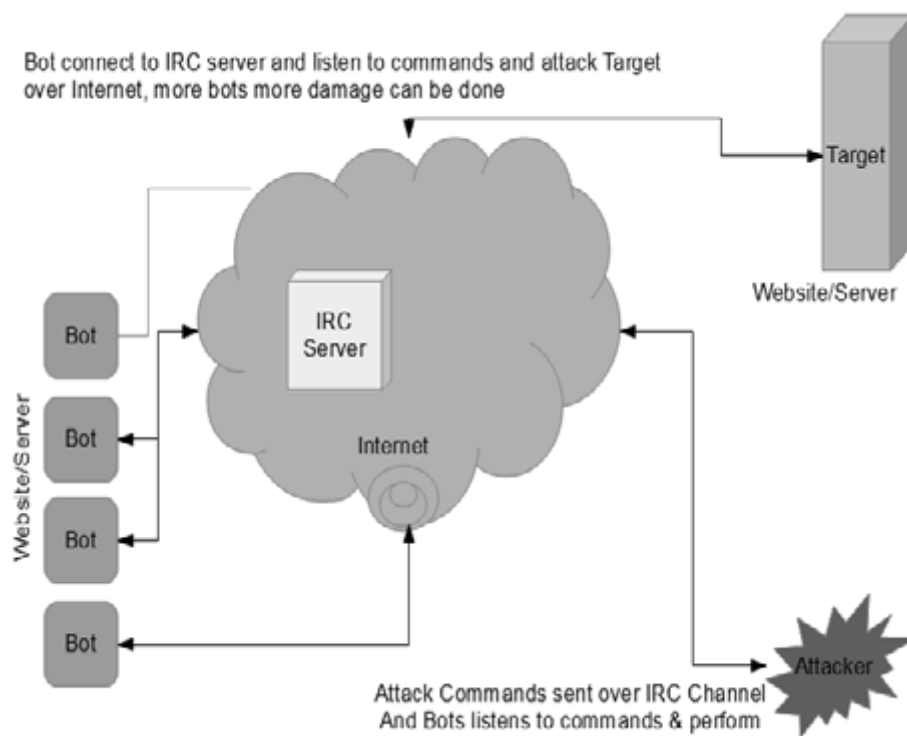 Bot connect to IRC server and listen to commands and attack Target
over Internet, more bots more damage can be done
Target
Website/Server
Bot
IRC
Server
Bot
Internet
Bot
Website/Server
Bot
Attacker
Attack Commands sent over IRC Channel
And Bots listens to commands & perform